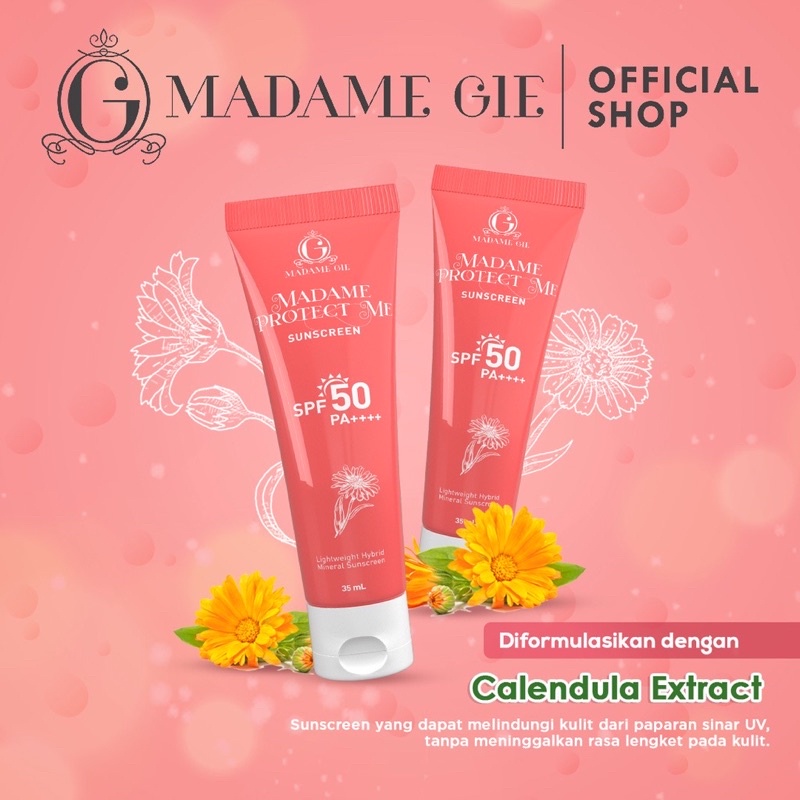 G MADAME GIE
OFFICIAL
SHOP
G
MADAME GIE
MADAME
PROTECT ME
SUNSCREEN
SPF 50
PA++++
Lightweight Hybrid
Mineral Sunscreen
35 mL
G
MADAME GIE
MADAME
PROTECT ME
SUNSCREEN
SPF 50
PA++++
Lightweight Hybrid
Mineral Sunscreen
Diformulasikan dengan
Calendula Extract
Sunscreen yang dapat melindungi kulit dari paparan sinar UV,
tanpa meninggalkan rasa lengket pada kulit.